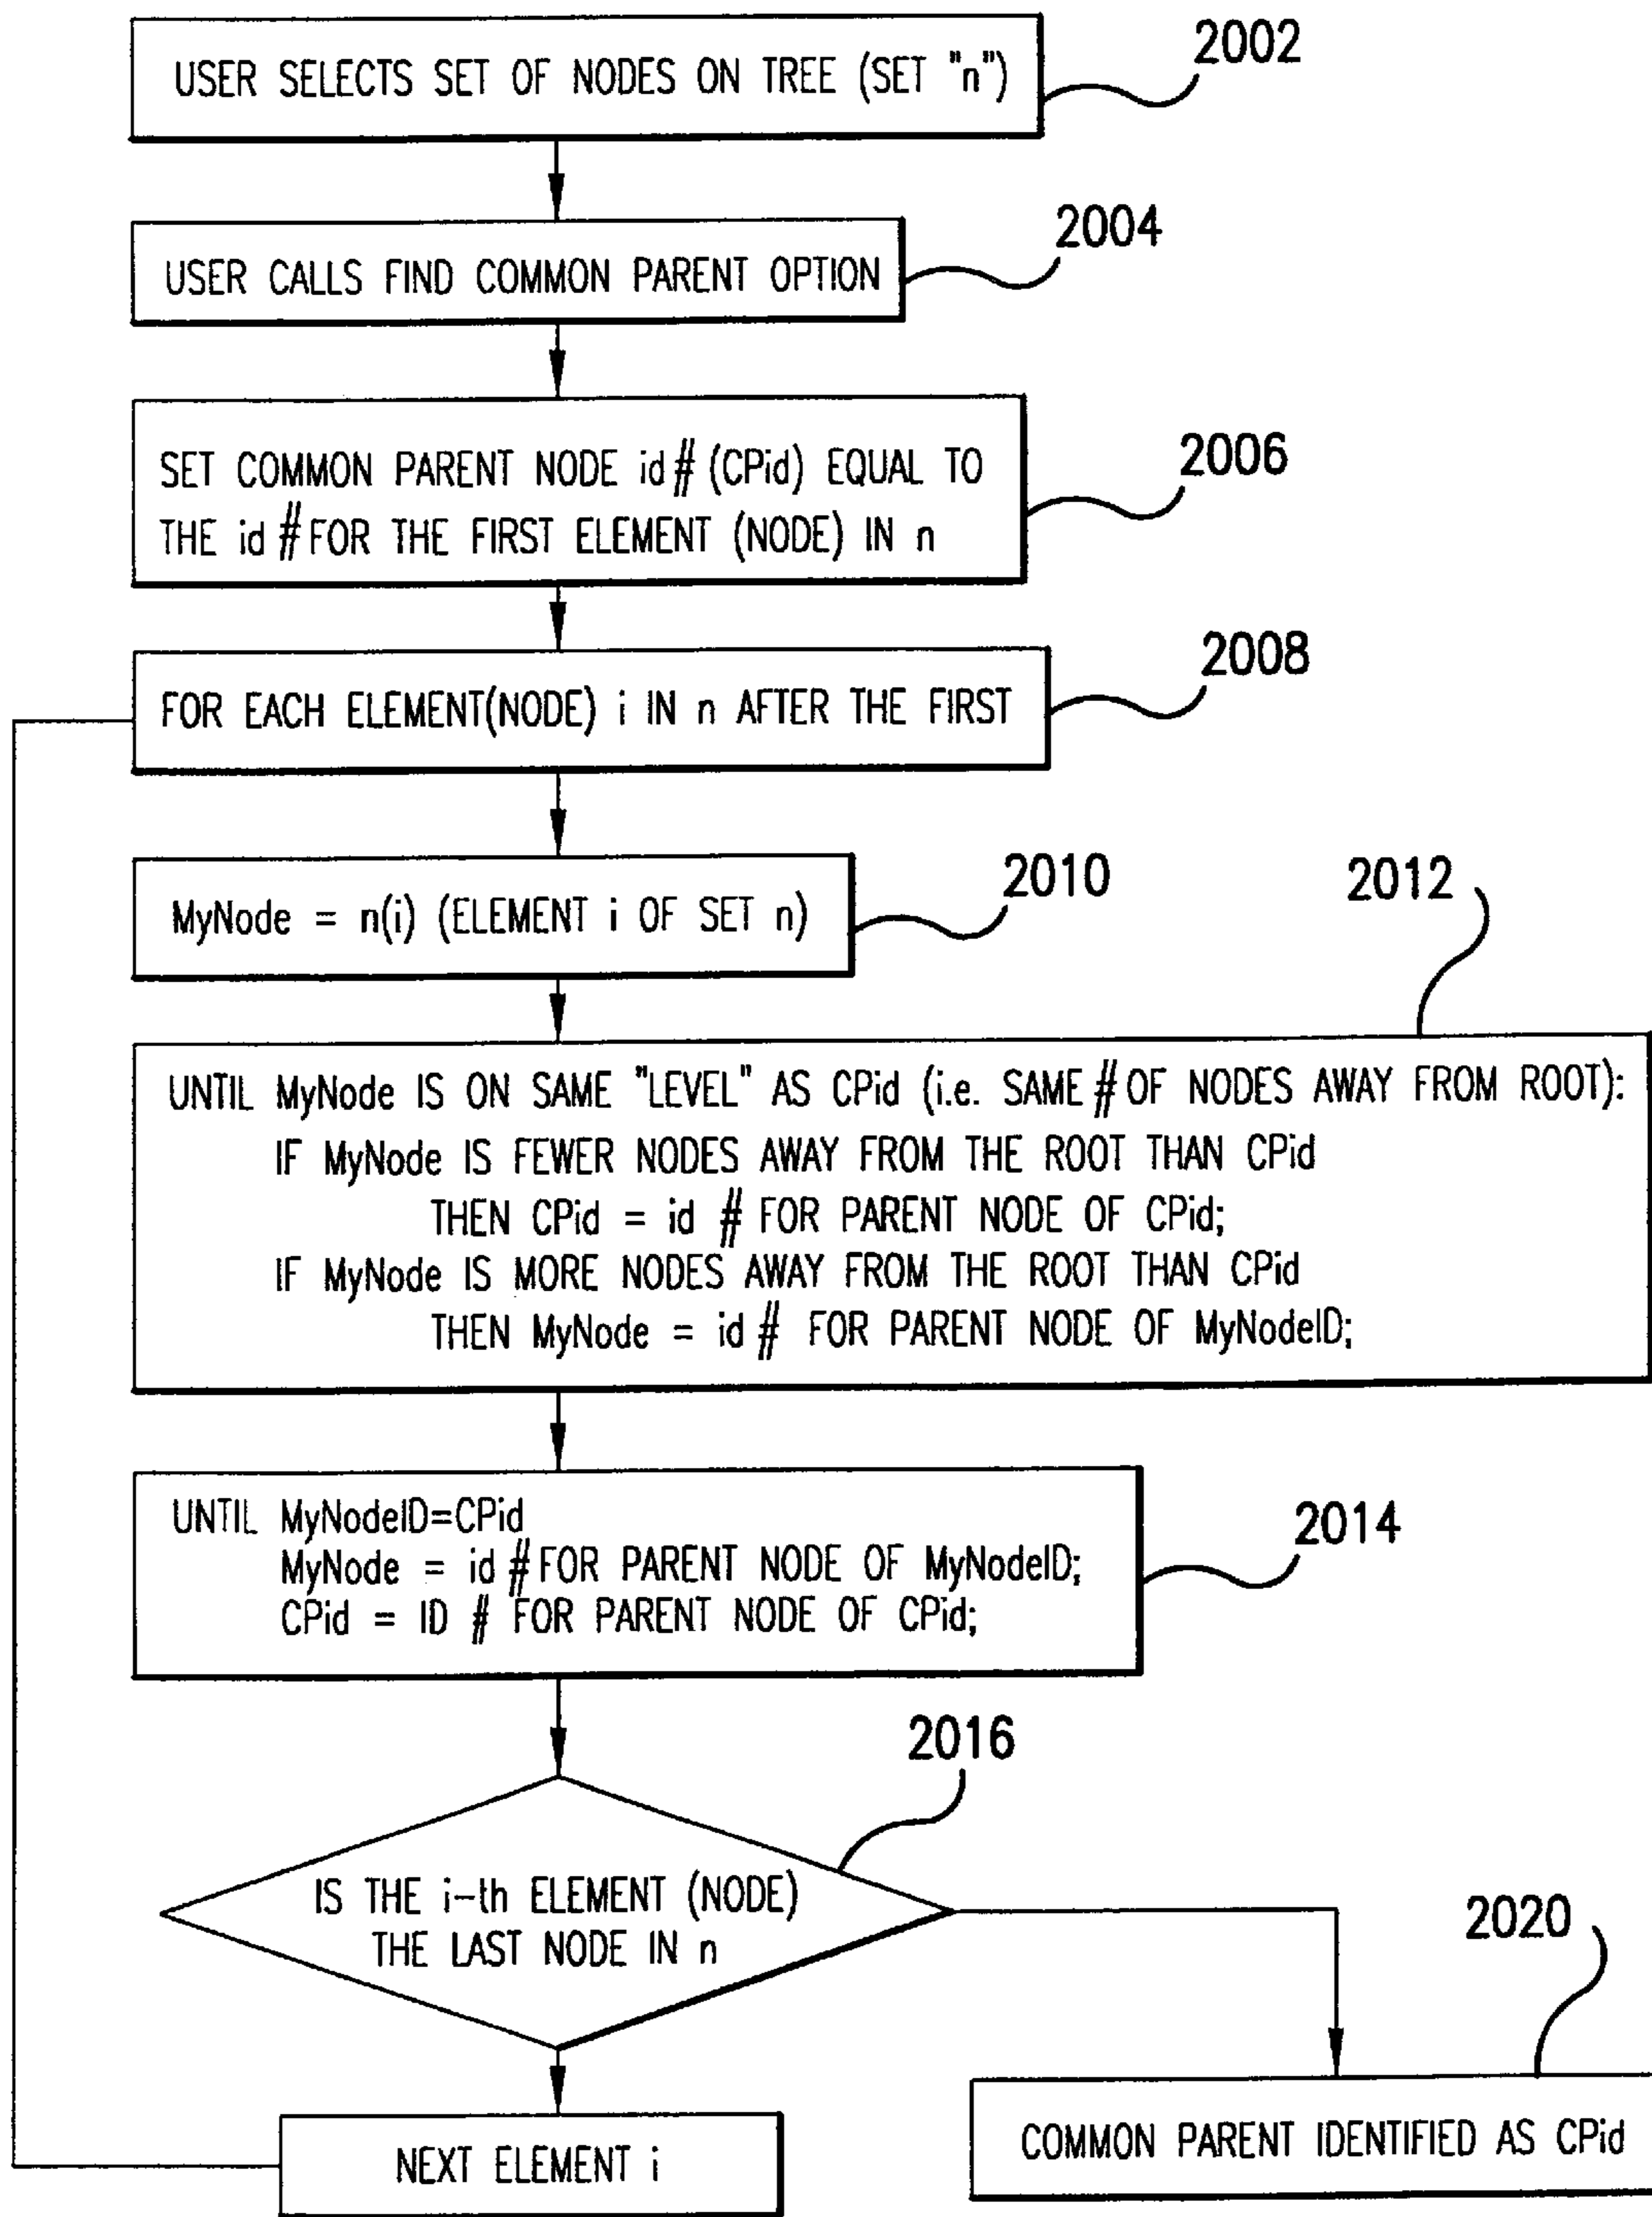 USER SELECTS SET OF NODES ON TREE (SET "n")
2002
USER CALLS FIND COMMON PARENT OPTION
2004
SET COMMON PARENT NODE id# (CPid) EQUAL TO
THE id # FOR THE FIRST ELEMENT (NODE) IN n
2006
FOR EACH ELEMENT(NODE) i IN n AFTER THE FIRST
2008
MyNode = n(i) (ELEMENT i OF SET n)
2010
2012
UNTIL MyNode IS ON SAME "LEVEL" AS CPid (i.e. SAME # OF NODES AWAY FROM ROOT):
IF MyNode IS FEWER NODES AWAY FROM THE ROOT THAN CPid
THEN CPid = id # FOR PARENT NODE OF CPid;
IF MyNode IS MORE NODES AWAY FROM THE ROOT THAN CPid
THEN MyNode = id # FOR PARENT NODE OF MyNodeID;
UNTIL MyNodeID=CPid
MyNode = id # FOR PARENT NODE OF MyNodeID;
CPid = ID # FOR PARENT NODE OF CPid;
2014
2016
IS THE i-th ELEMENT (NODE)
THE LAST NODE IN n
2020
NEXT ELEMENT i
COMMON PARENT IDENTIFIED AS CPid